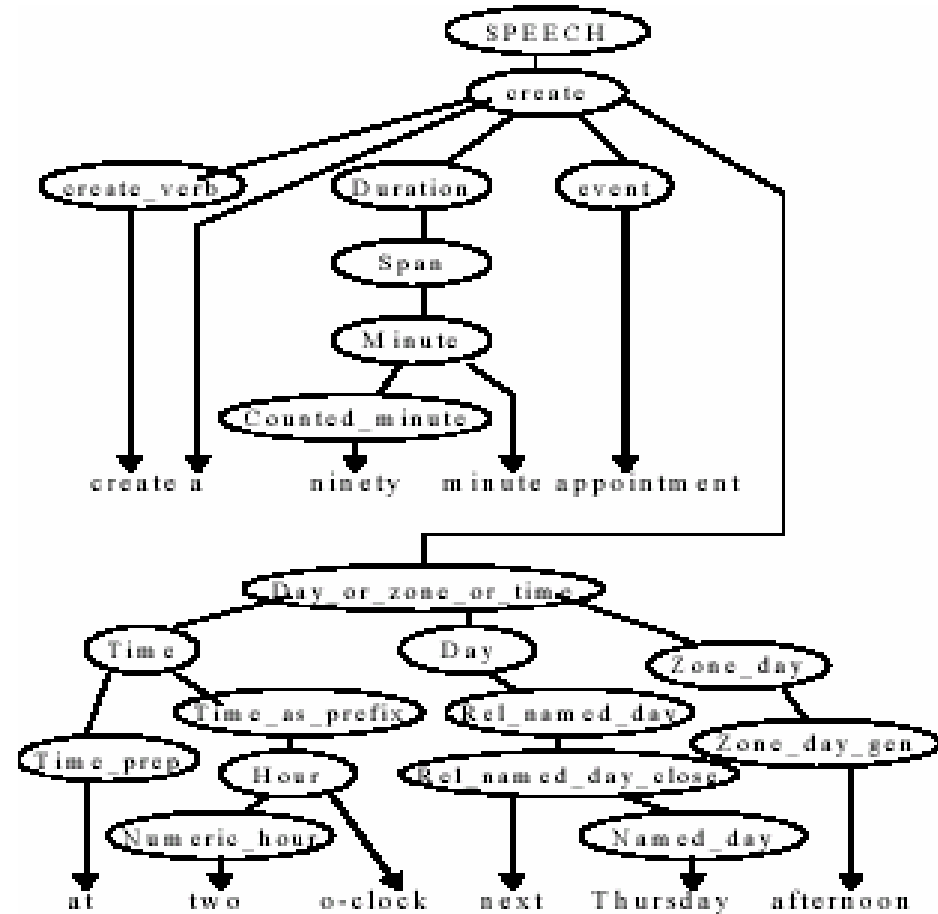 SPEECH
create
create_verb Duration event
Span
Minute
Counted_minute
create a ninety minute appointment
Day_or_zone_or_time
Time Day Zone_day
Time_as_prefix Rel_named_day
Time_prep Hour Rel_named_day_close Zone_day_gen
Numeric_hour Named_day
at two o-clock next Thursday afternoon